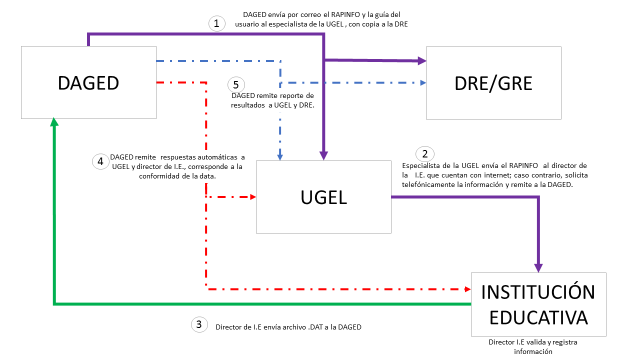 DAGED envía por correo el RAPINFO y la guía del
usuario al especialista de la UGEL , con copia a la DRE
1
DAGED
DRE/GRE
5
DAGED remite reporte de
resultados a UGEL y DRE.
4
DAGED remite respuestas automáticas a
UGEL y director de I.E., corresponde a la
conformidad de la data.
2
Especialista de la UGEL envía el RAPINFO al director de
la I.E. que cuentan con internet; caso contrario, solicita
telefónicamente la información y remite a la DAGED.
UGEL
INSTITUCIÓN
EDUCATIVA
3
Director de I.E envía archivo .DAT a la DAGED
Director I.E valida y registra
información